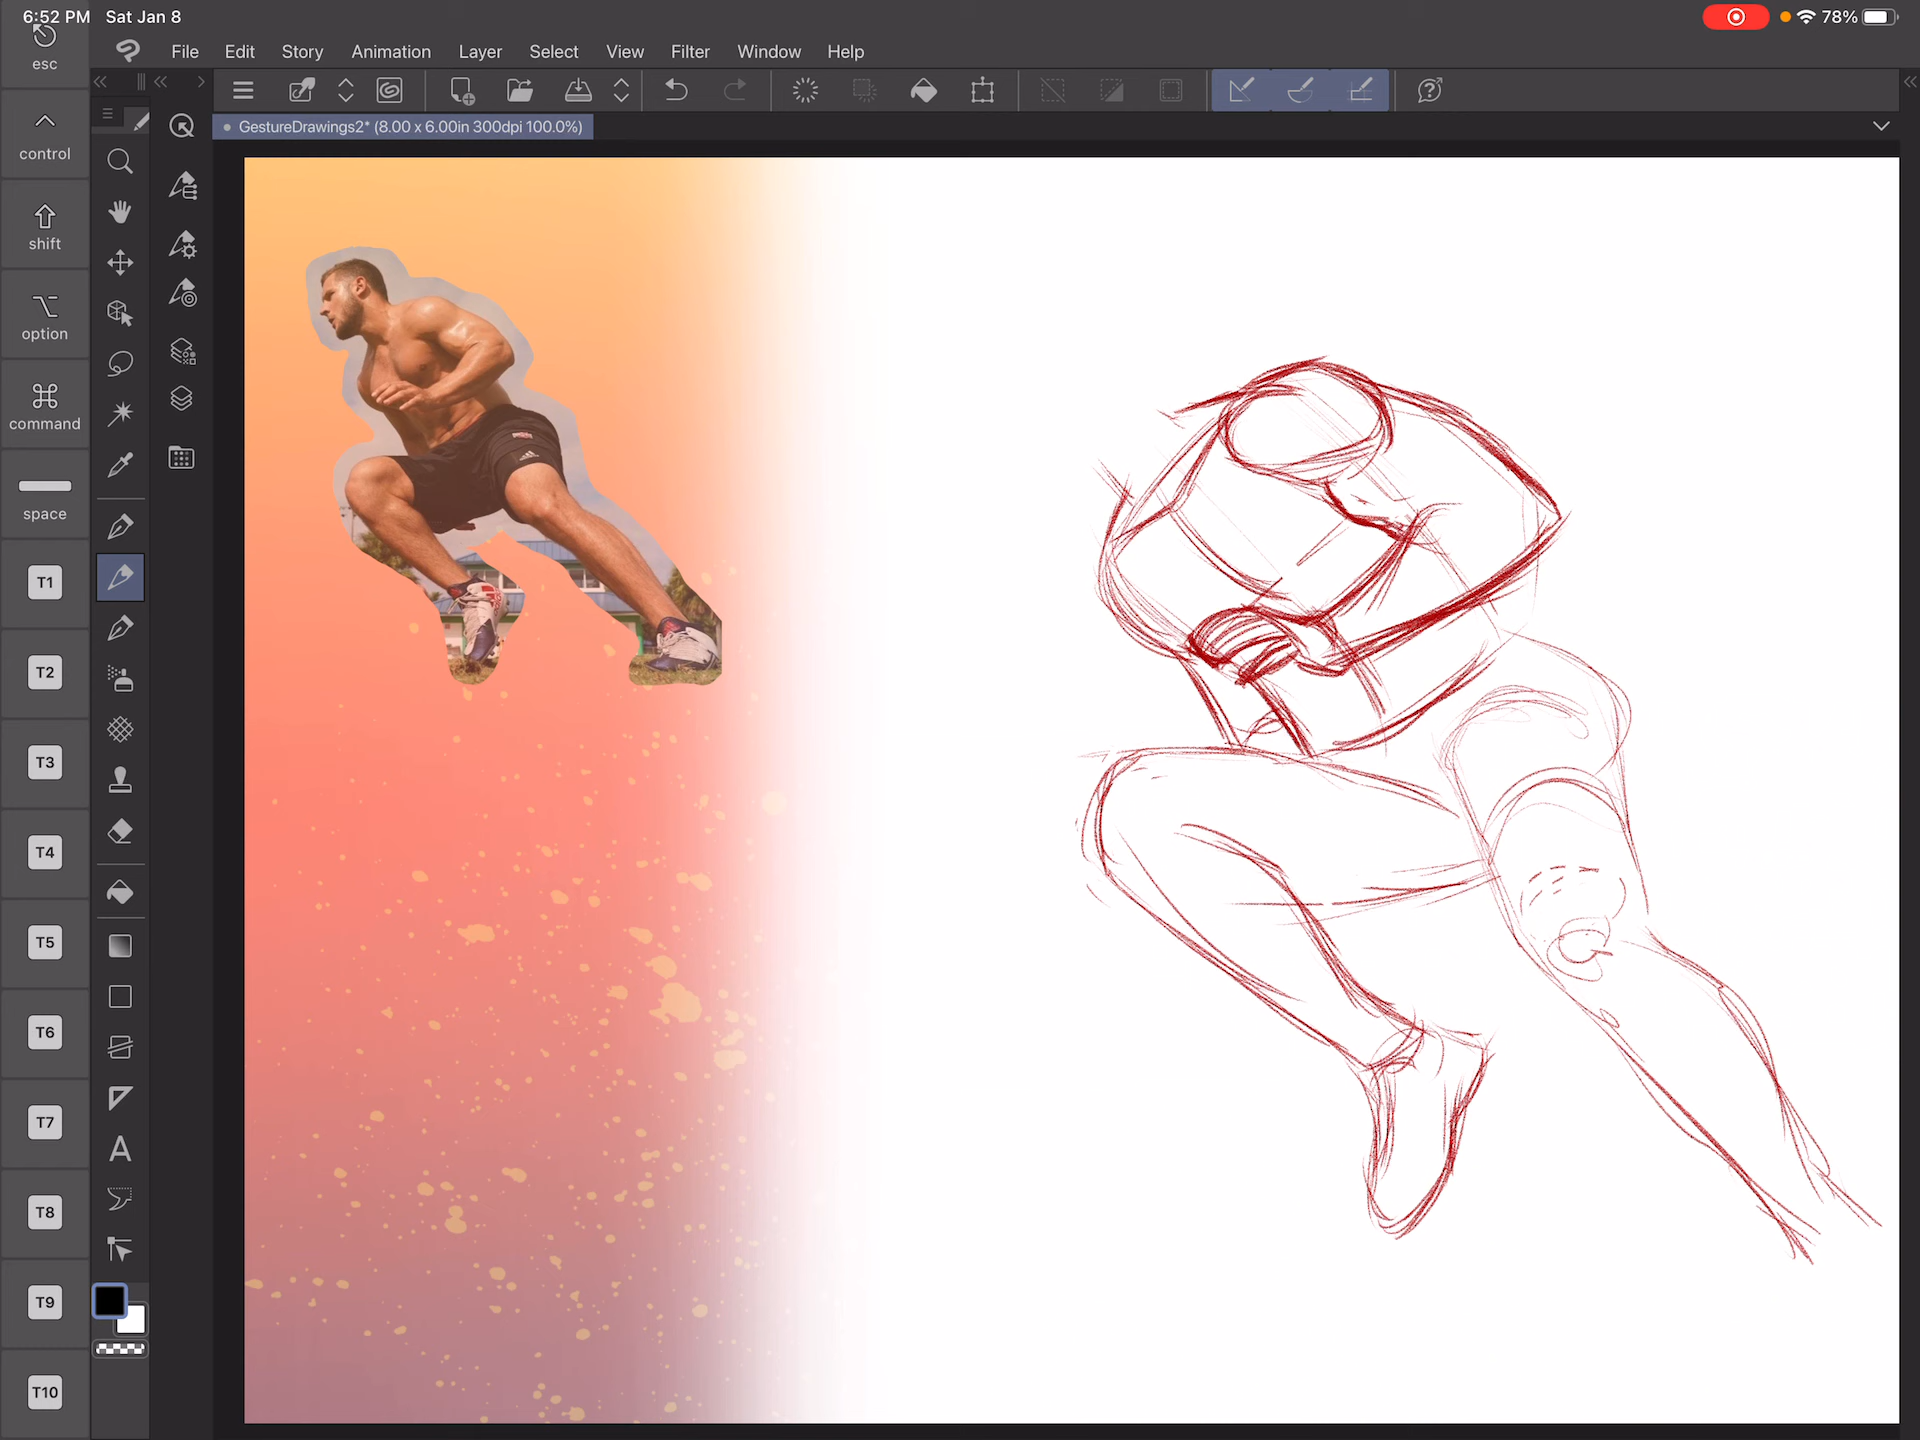 6:52 PM Sat Jan 8
78%
esc
File Edit Story Animation Layer Select View Filter Window Help
GestureDrawings2* (8.00 x 6.00in 300dpi 100.0%)
control
shift
option
command
space
T1
T2
T3
T4
T5
T6
T7
T8
T9
T10